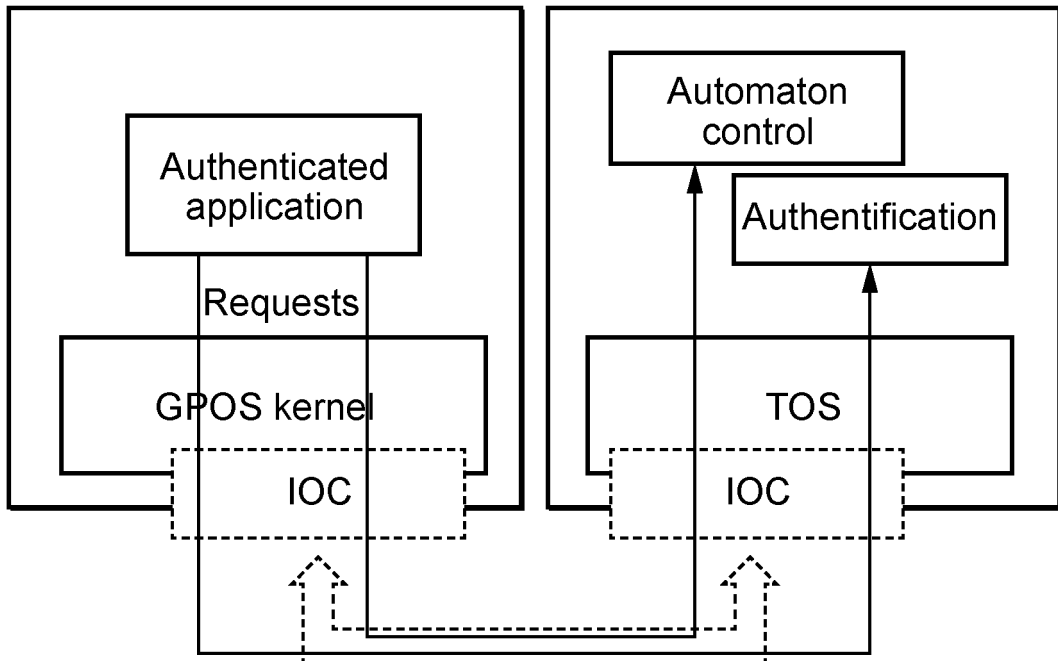 Authenticated
application
Requests
GPOS kernel
IOC
Automaton
control
Authentification
TOS
IOC